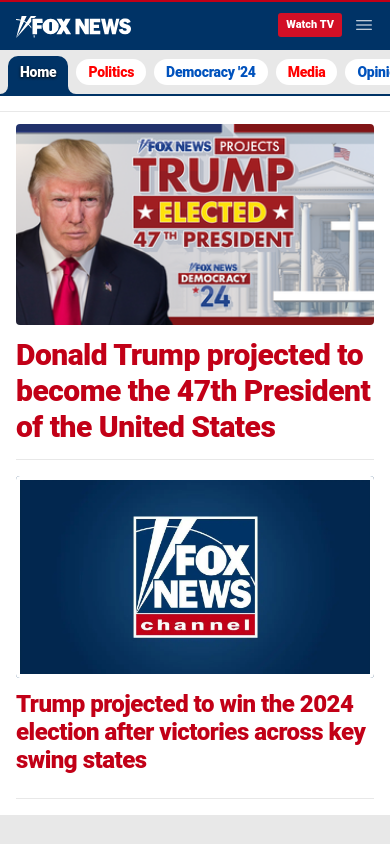 FOX NEWS
Watch TV
Home
Politics
Democracy '24
Media
Opini
FOX NEWS PROJECTS
TRUMP
ELECTED
47TH PRESIDENT
FOX NEWS
DEMOCRACY
24
Donald Trump projected to
become the 47th President
of the United States
FOX
NEWS
channel
Trump projected to win the 2024
election after victories across key
swing states